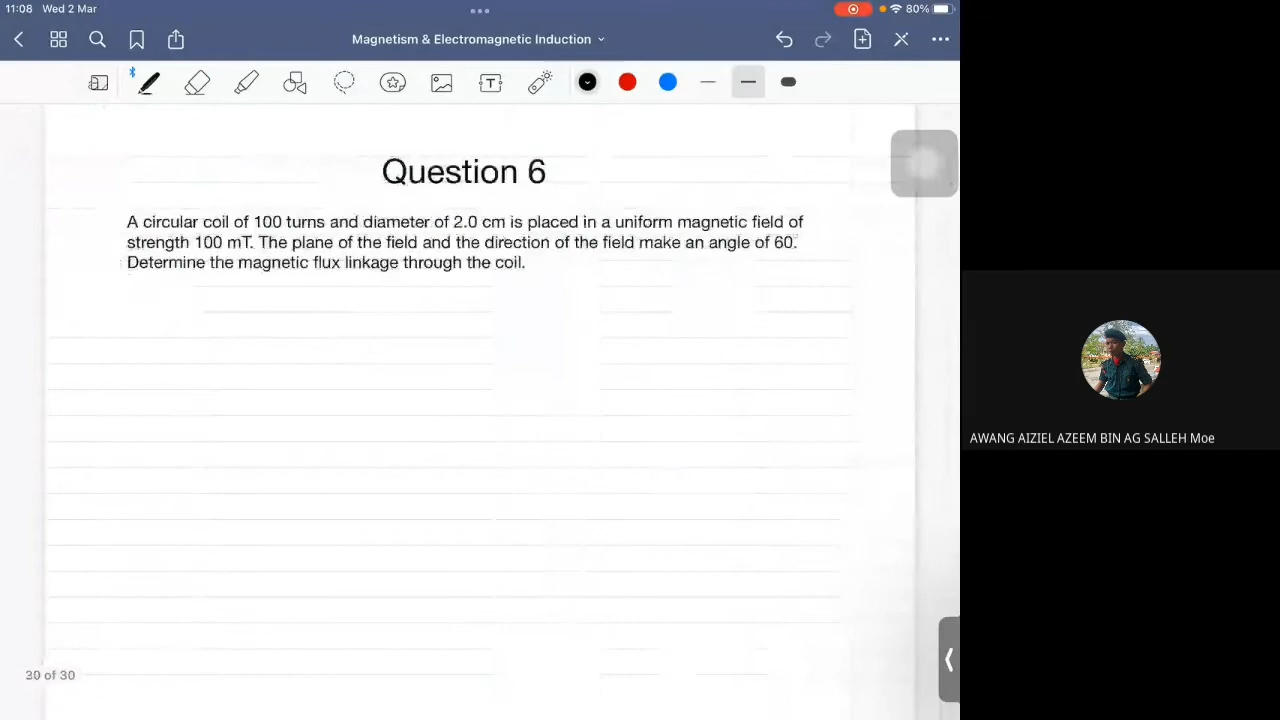 11:08 Wed 2 Mar
80%
Magnetism & Electromagnetic Induction
T
Question 6
A circular coil of 100 turns and diameter of 2.0 cm is placed in a uniform magnetic field of
strength 100 mT. The plane of the field and the direction of the field make an angle of 60.
Determine the magnetic flux linkage through the coil.
AWANG AIZIEL AZEEM BIN AG SALLEH Moe
30 of 30